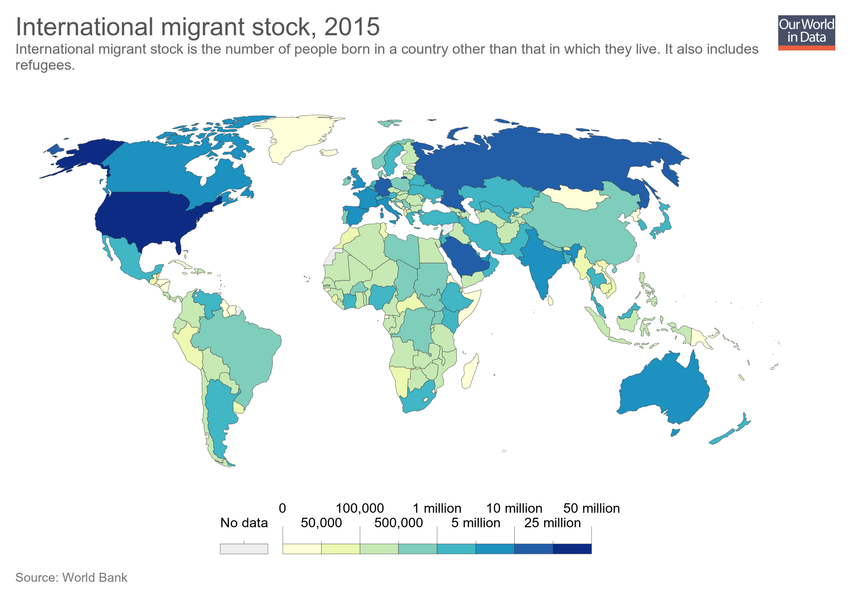 International migrant stock, 2015
International migrant stock is the number of people born in a country other than that in which they live. It also includes
refugees.
Our World
in Data
0 100,000 1 million 10 million 50 million
No data 50,000 500,000 5 million 25 million
Source: World Bank